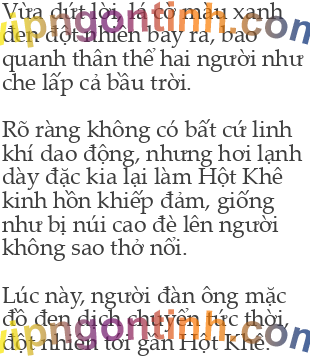 Vừa dứt lời, lá cờ màu xanh
đen đột nhiên bay ra, bao
quanh thân thể hai người như
che lấp cả bầu trời.

Rõ ràng không có bất cứ linh
khí dao động, nhưng hơi lạnh
dày đặc kia lại làm Hột Khê
kinh hồn khiếp đảm, giống
như bị núi cao đè lên người
không sao thở nổi.

Lúc này, người đàn ông mặc
đồ đen dịch chuyển tức thời,
đột nhiên tới gần Hột Khê.
vipngontinh.com
vipngontinh.com